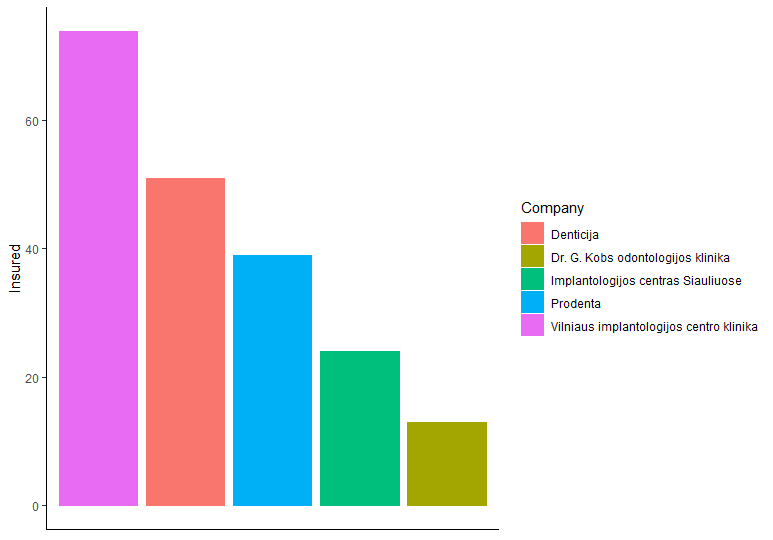 Insured
60
40
20
0
Company
Denticija
Dr. G. Kobs odontologijos klinika
Implantologijos centras Siauliuose
Prodenta
Vilniaus implantologijos centro klinika